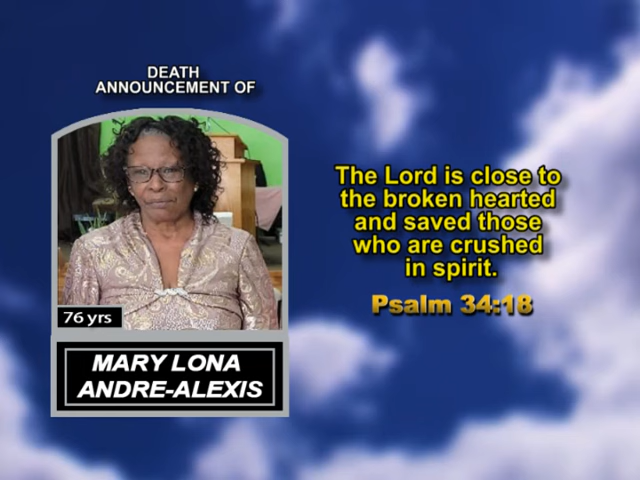 DEATH
ANNOUNCEMENT OF
76 yrs
MARY LONA
ANDRE-ALEXIS
The Lord is close to
the broken hearted
and saved those
who are crushed
in spirit.
Psalm 34:18